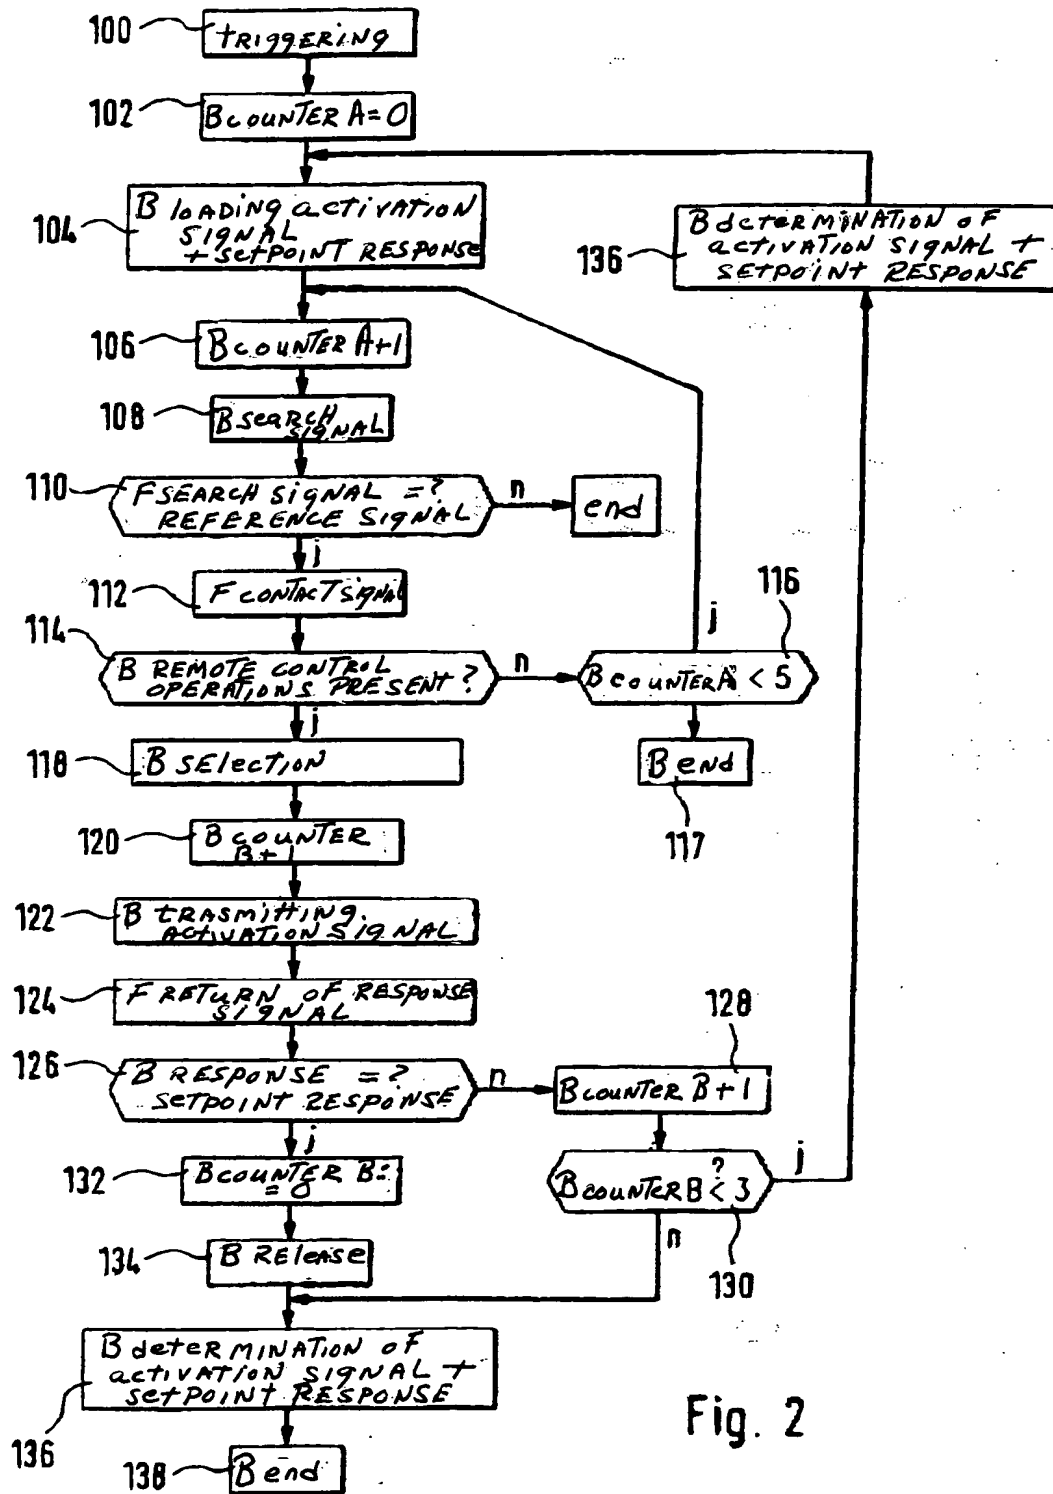 100
tRIggERINg
102
B COUNTER A=0
104
B LOADING ACTIVATION
SIGNAL
+ SETPOINT RESPONSE
136
B determination of
activation SIGNAL +
SETPOINT RESPONSE
106
B COUNTER A+1
108
B SEARCH
SIGNAL
110
F SEARCH SIGNAL =?
REFERENCE SIGNAL
n
end
j
112
F CONTACT SIGNAL
114
B REMOTE CONTROL
OPERATIONS PRESENT?
n
116
j
B COUNTER A < 5
j
118
B SELECTION
B end
117
120
B COUNTER
B+1
122
B TRASMITTING
ACTIVATION SIGNAL
124
F RETURN OF RESPONSE
SIGNAL
126
B RESPONSE =?
SETPOINT RESPONSE
n
128
B COUNTER B+1
j
132
B COUNTER B:
= 0
?
B COUNTER B < 3
j
130
n
134
B RELEASE
136
B determination of
activation SIGNAL +
SETPOINT RESPONSE
138
B end
Fig. 2